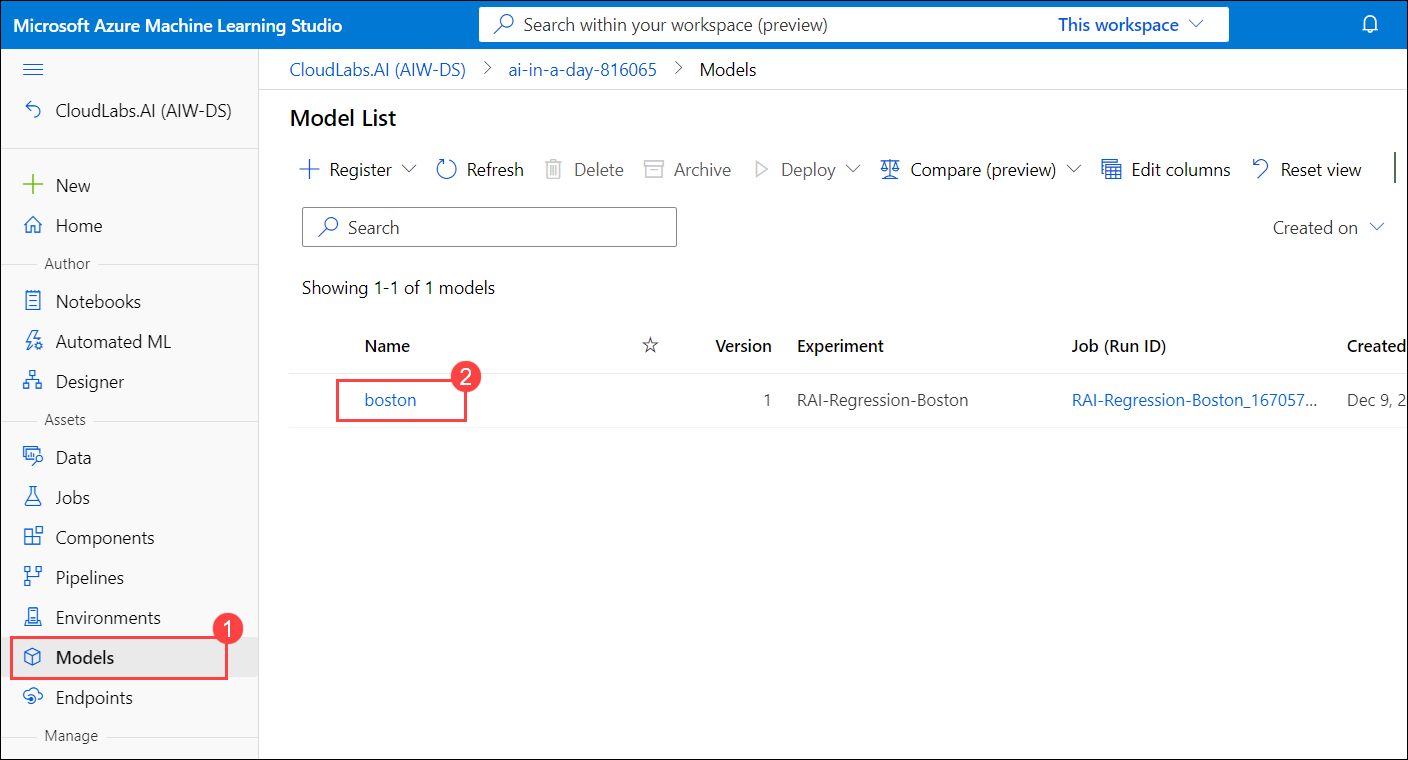 Microsoft Azure Machine Learning Studio
Search within your workspace (preview)
This workspace
CloudLabs.AI (AIW-DS)
New
Home
Author
Notebooks
Automated ML
Designer
Assets
Data
Jobs
Components
Pipelines
Environments
1
Models
Endpoints
Manage
CloudLabs.AI (AIW-DS) > ai-in-a-day-816065 > Models
Model List
Register Refresh Delete Archive Deploy Compare (preview) Edit columns Reset view
Search
Created on
Showing 1-1 of 1 models
Name Version Experiment Job (Run ID) Created
2
boston 1 RAI-Regression-Boston RAI-Regression-Boston_167057... Dec 9, 2